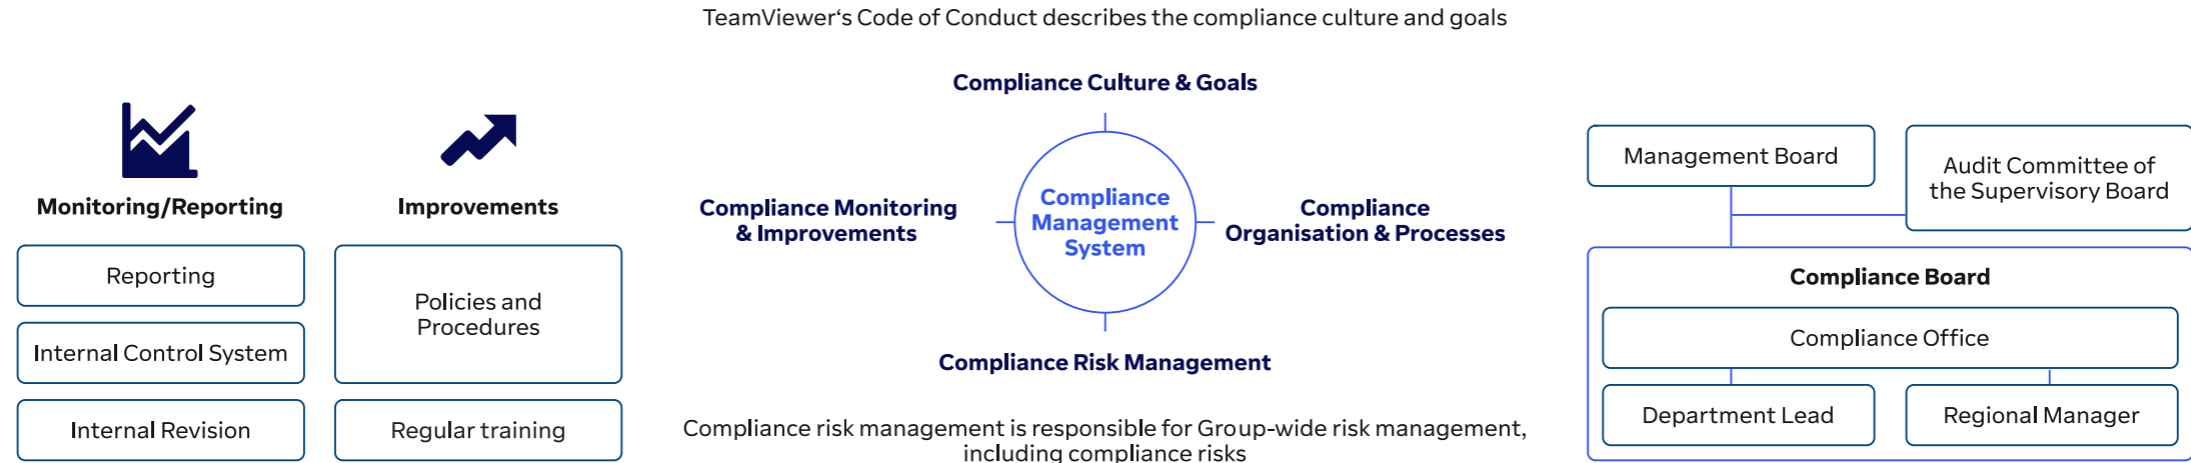 TeamViewer‘s Code of Conduct describes the compliance culture and goals
Monitoring/Reporting
Reporting
Internal Control System
Internal Revision
Improvements
Policies and
Procedures
Regular training
Compliance Culture & Goals
Compliance Monitoring
& Improvements
Compliance
Management
System
Compliance
Organisation & Processes
Compliance Risk Management
Compliance risk management is responsible for Group-wide risk management,
including compliance risks
Management Board
Audit Committee of
the Supervisory Board
Compliance Board
Compliance Office
Department Lead
Regional Manager